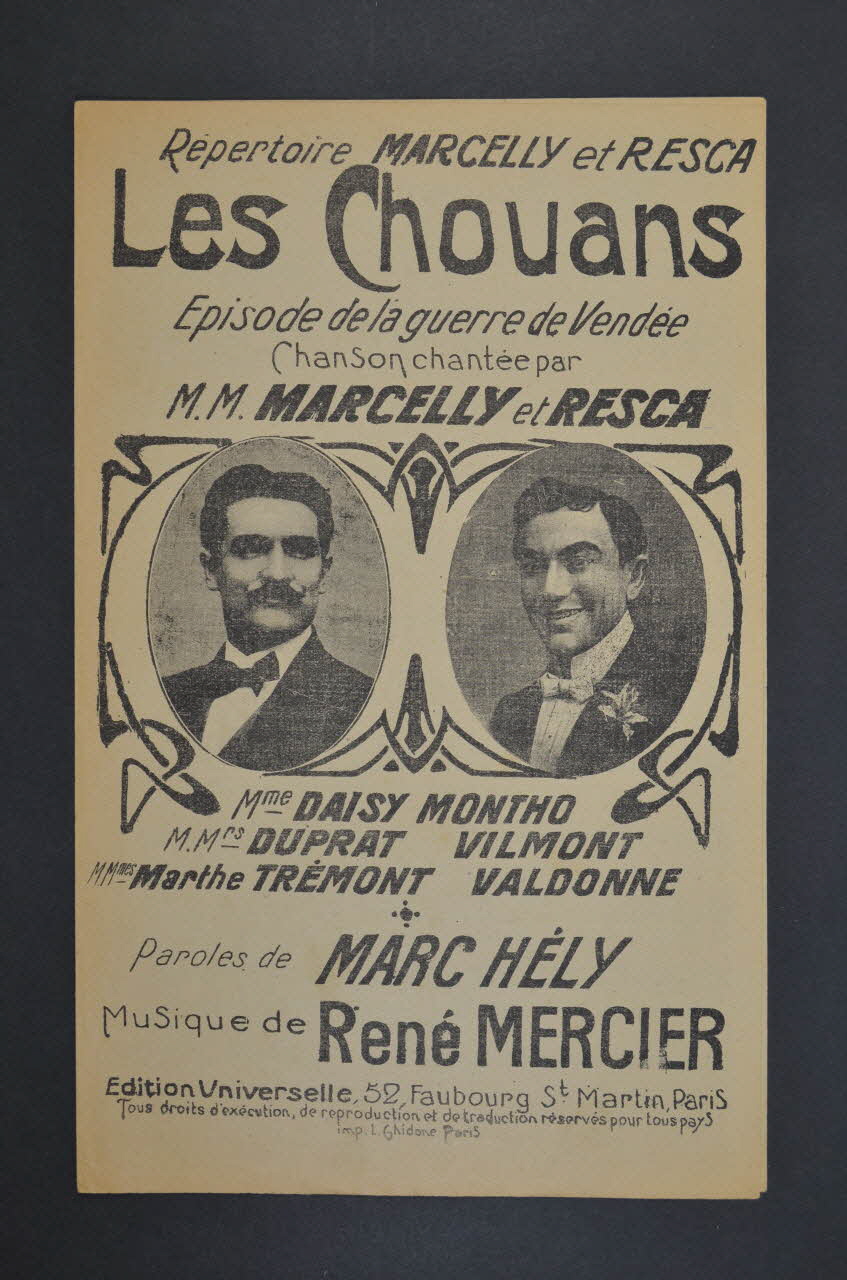 Répertoire MARCELLY et RESCA
Les Chouans
Episode de la guerre de Vendée
Chanson chantée par
M.M. MARCELLY et RESCA
Mme DAISY MONTHO
M.Mrs DUPRAT VILMONT
MMmes Marthe TRÉMONT VALDONNE
Paroles de MARC HÉLY
Musique de René MERCIER
Edition Universelle, 52, Faubourg St Martin, Paris
Tous droits d'exécution, de reproduction et de traduction réservés pour tous pays
imp. L. Ghidone Paris